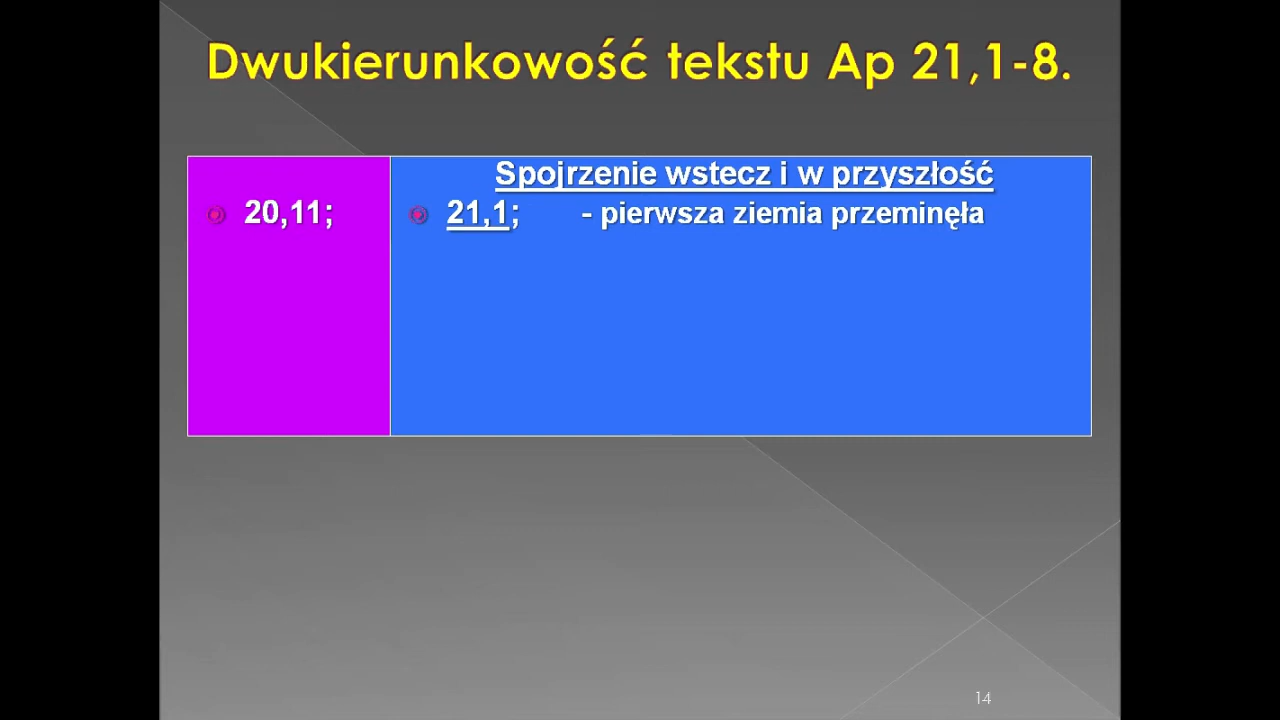 Dwukierunkowość tekstu Ap 21,1-8.
Spojrzenie wstecz i w przyszłość
20,11;
21,1; - pierwsza ziemia przeminęła
14